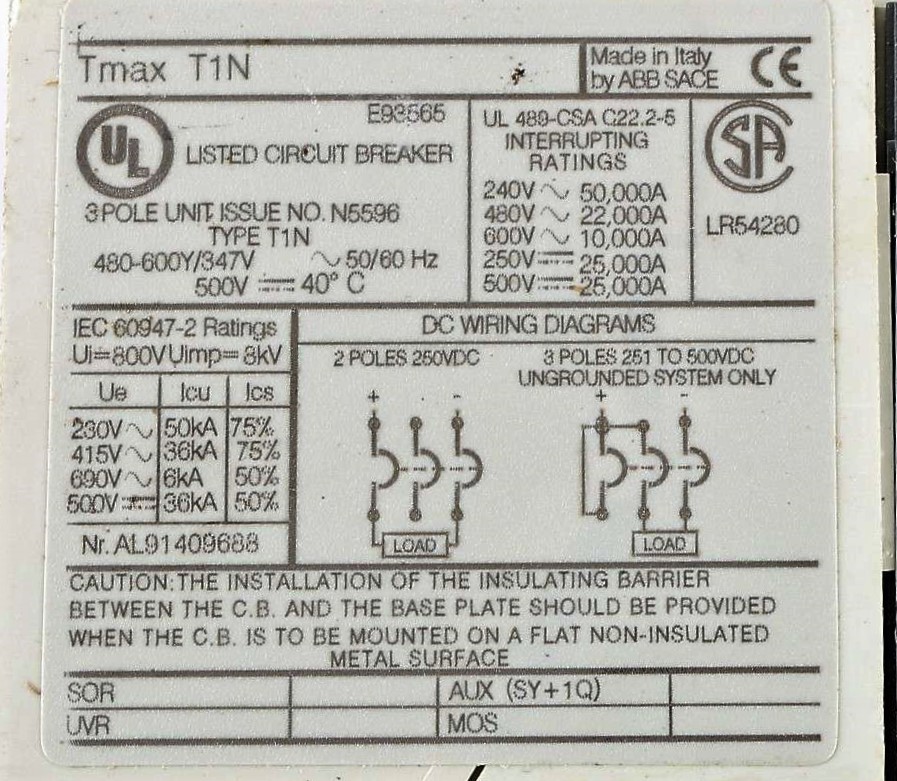 Tmax T1N
Made in Italy
by ABB SACE
CE
E93565
UL
LISTED CIRCUIT BREAKER
3 POLE UNIT. ISSUE NO. N5596
TYPE T1N
480-600Y/347V ∿ 50/60 Hz
500V ⎓ 40° C
UL 489-CSA C22.2-5
INTERRUPTING
RATINGS
240V ∿ 50,000A
480V ∿ 22,000A
600V ∿ 10,000A
250V ⎓ 25,000A
500V ⎓ 25,000A
SA
LR54280
IEC 60947-2 Ratings
Ui=800V Uimp=8kV
Ue Icu Ics
230V ∿ 50kA 75%
415V ∿ 36kA 75%
690V ∿ 6kA 50%
500V ⎓ 36kA 50%
Nr. AL91409688
DC WIRING DIAGRAMS
2 POLES 250VDC
+ -
LOAD
3 POLES 251 TO 500VDC
UNGROUNDED SYSTEM ONLY
+ -
LOAD
CAUTION: THE INSTALLATION OF THE INSULATING BARRIER
BETWEEN THE C.B. AND THE BASE PLATE SHOULD BE PROVIDED
WHEN THE C.B. IS TO BE MOUNTED ON A FLAT NON-INSULATED
METAL SURFACE
SOR AUX (SY+1Q)
UVR MOS